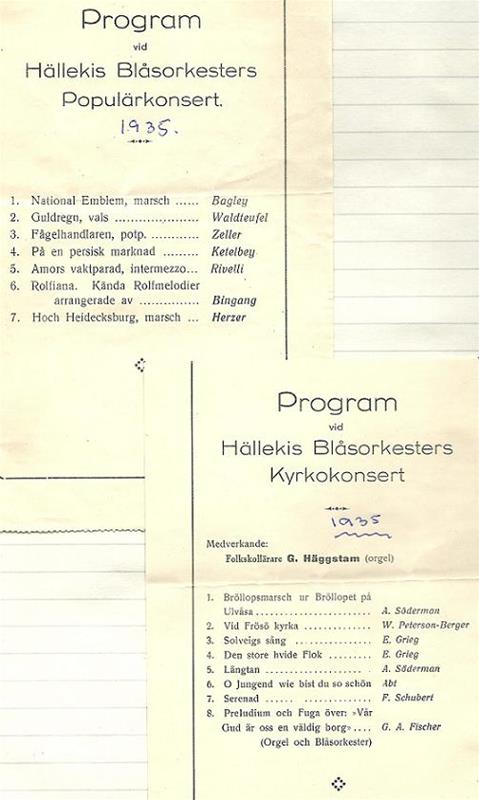 Program
vid
Hällekis Blåsorkesters
Populärkonsert.
1935.
1. National Emblem, marsch ...... Bagley
2. Guldregn, vals .................... Waldteufel
3. Fågelhandlaren, potp. ............ Zeller
4. På en persisk marknad ......... Ketelbey
5. Amors vaktparad, intermezzo... Rivelli
6. Rolfiana. Kända Rolfmelodier
arrangerade av .............. Bingang
7. Hoch Heidecksburg, marsch ... Herzer
Program
vid
Hällekis Blåsorkesters
Kyrkokonsert
1935
Medverkande:
Folkskollärare G. Häggstam (orgel)
1. Bröllopsmarsch ur Bröllopet på
Ulvåsa ........................... A. Söderman
2. Vid Frösö kyrka ................ W. Peterson-Berger
3. Solveigs sång .................. E. Grieg
4. Den store hvide Flok .......... E. Grieg
5. Längtan ........................ A. Söderman
6. O Jungend wie bist du so schön Abt
7. Serenad ...... ............... F. Schubert
8. Preludium och Fuga över: »Vår
Gud är oss en väldig borg» .... G. A. Fischer
(Orgel och Blåsorkester)